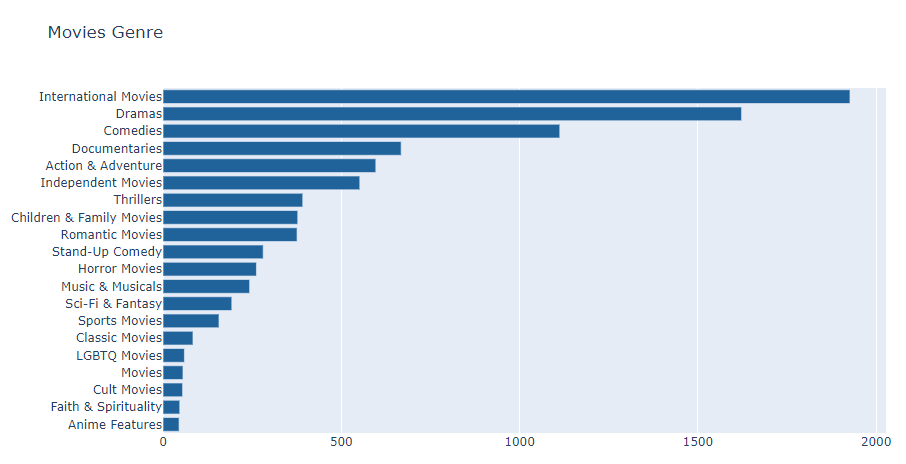 Movies Genre
International Movies
Dramas
Comedies
Documentaries
Action & Adventure
Independent Movies
Thrillers
Children & Family Movies
Romantic Movies
Stand-Up Comedy
Horror Movies
Music & Musicals
Sci-Fi & Fantasy
Sports Movies
Classic Movies
LGBTQ Movies
Movies
Cult Movies
Faith & Spirituality
Anime Features
0 500 1000 1500 2000